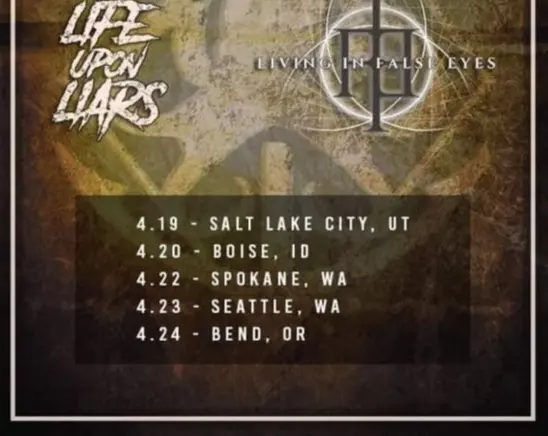 LIFE
UPON
LIARS
LIVING IN FALSE EYES
4.19 - SALT LAKE CITY, UT
4.20 - BOISE, ID
4.22 - SPOKANE, WA
4.23 - SEATTLE, WA
4.24 - BEND, OR